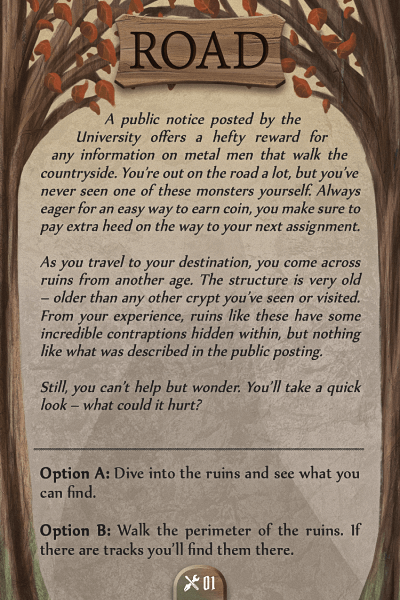 ROAD
A public notice posted by the
University offers a hefty reward for
any information on metal men that walk the
countryside. You're out on the road a lot, but you've
never seen one of these monsters yourself. Always
eager for an easy way to earn coin, you make sure to
pay extra heed on the way to your next assignment.
As you travel to your destination, you come across
ruins from another age. The structure is very old
– older than any other crypt you've seen or visited.
From your experience, ruins like these have some
incredible contraptions hidden within, but nothing
like what was described in the public posting.
Still, you can't help but wonder. You'll take a quick
look – what could it hurt?
Option A: Dive into the ruins and see what you
can find.
Option B: Walk the perimeter of the ruins. If
there are tracks you'll find them there.
01